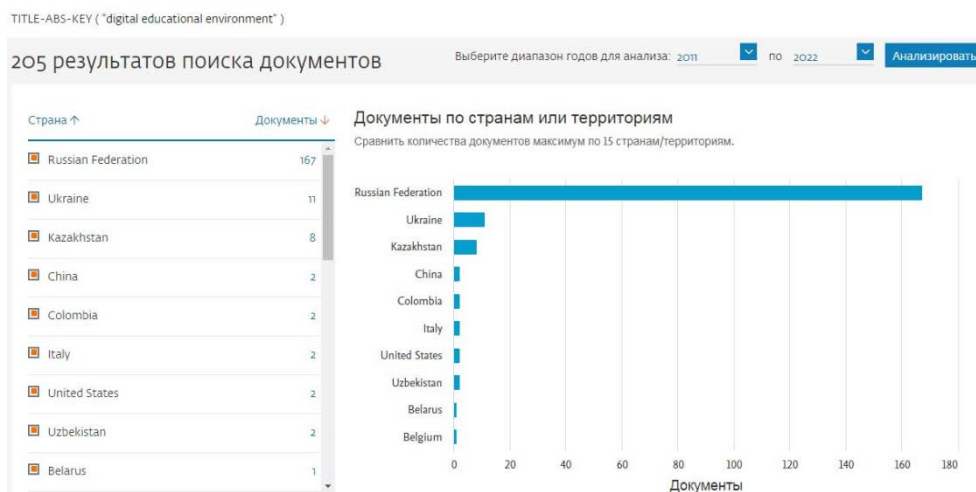 TITLE-ABS-KEY ( "digital educational environment" )
205 результатов поиска документов
Выберите диапазон годов для анализа: 2011 по 2022 Анализировать
Страна ↑ Документы ↓
Russian Federation 167
Ukraine 11
Kazakhstan 8
China 2
Colombia 2
Italy 2
United States 2
Uzbekistan 2
Belarus 1
Документы по странам или территориям
Сравнить количества документов максимум по 15 странам/территориям.
Russian Federation
Ukraine
Kazakhstan
China
Colombia
Italy
United States
Uzbekistan
Belarus
Belgium
0 20 40 60 80 100 120 140 160 180
Документы